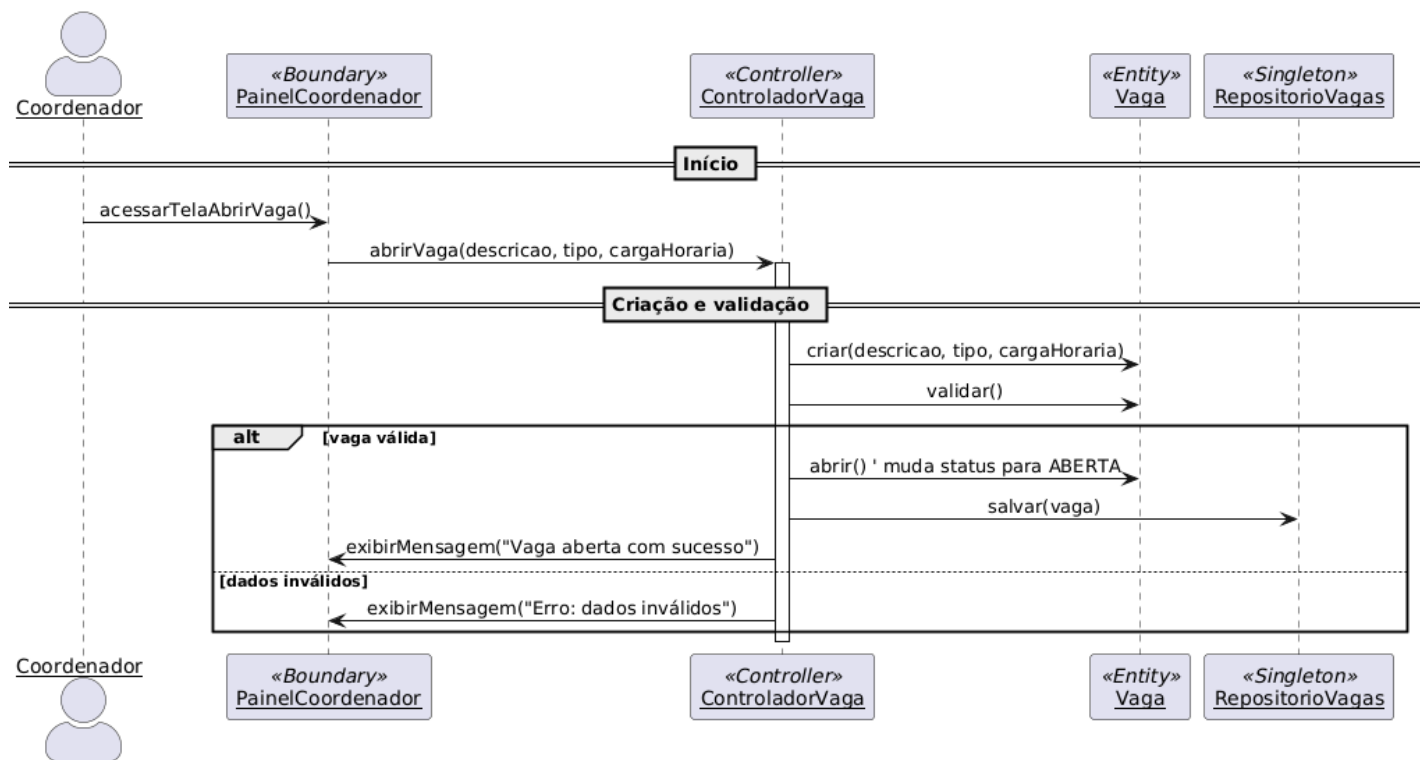 Coordenador
«Boundary»
PainelCoordenador
«Controller»
ControladorVaga
«Entity»
Vaga
«Singleton»
RepositorioVagas
Início
acessarTelaAbrirVaga()
abrirVaga(descricao, tipo, cargaHoraria)
Criação e validação
criar(descricao, tipo, cargaHoraria)
validar()
alt
[vaga válida]
abrir() ' muda status para ABERTA
salvar(vaga)
exibirMensagem("Vaga aberta com sucesso")
[dados inválidos]
exibirMensagem("Erro: dados inválidos")
Coordenador
«Boundary»
PainelCoordenador
«Controller»
ControladorVaga
«Entity»
Vaga
«Singleton»
RepositorioVagas